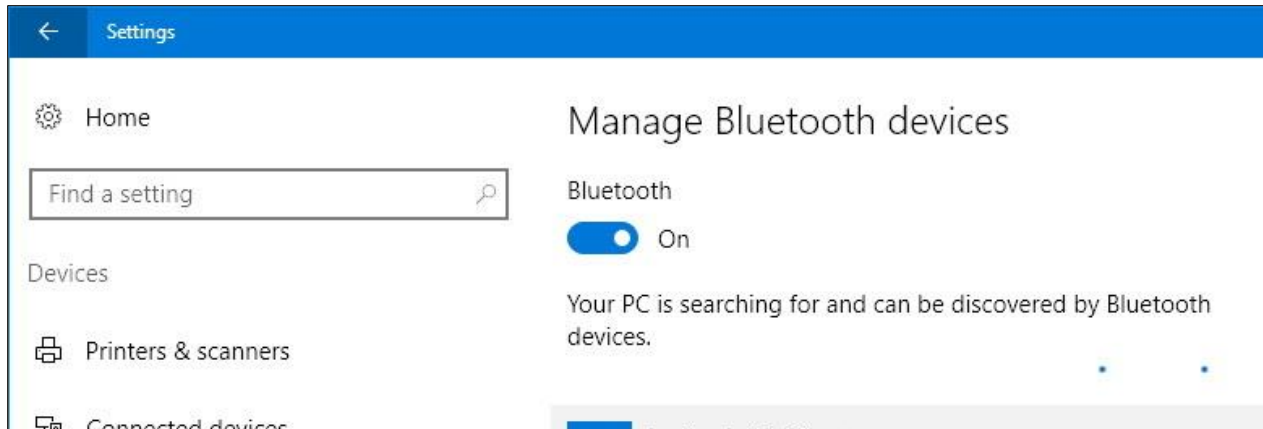 Settings
Home
Find a setting
Devices
Printers & scanners
Connected devices
Manage Bluetooth devices
Bluetooth
On
Your PC is searching for and can be discovered by Bluetooth
devices.